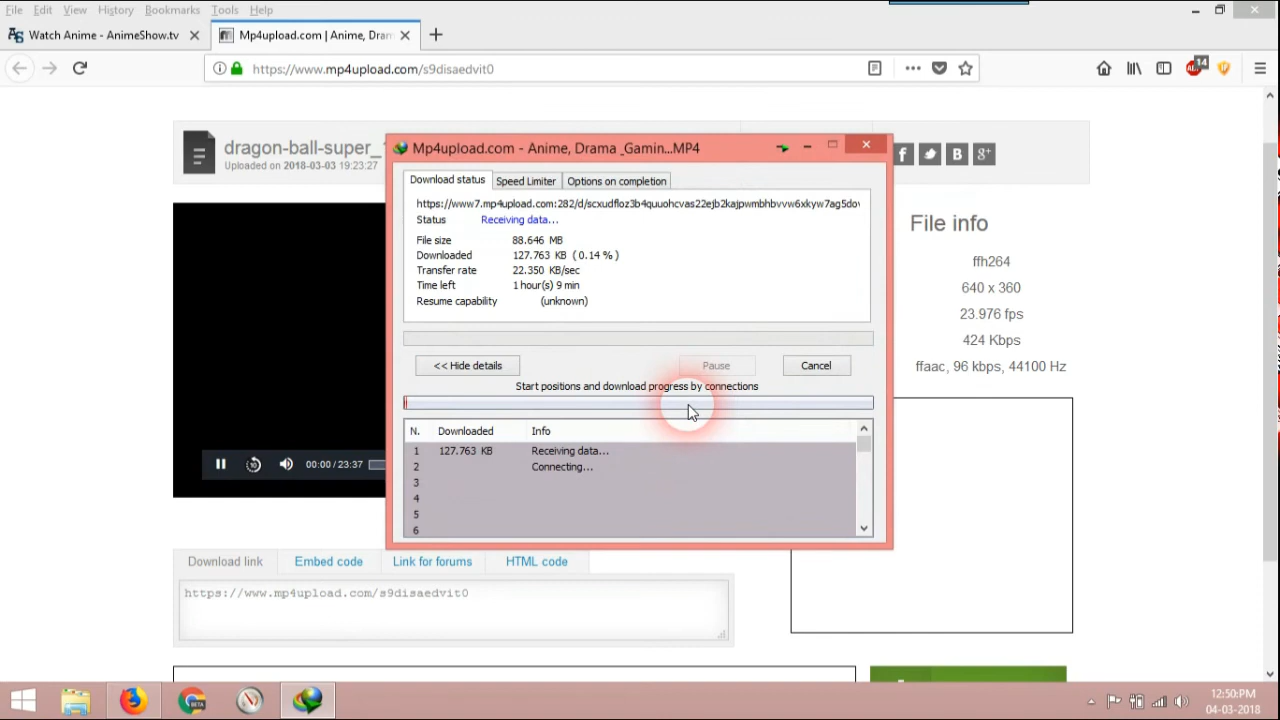 File Edit View History Bookmarks Tools Help
Watch Anime - AnimeShow.tv
Mp4upload.com | Anime, Dran
https://www.mp4upload.com/s9disaedvit0
14
dragon-ball-super_
Uploaded on 2018-03-03 19:23:27
Mp4upload.com - Anime, Drama _Gamin...MP4
Download status Speed Limiter Options on completion
https://www7.mp4upload.com:282/d/scxudfloz3b4quuohcvas22ejb2kajpwmbhbvvw6xkyw7ag5dov
Status Receiving data...
File size 88.646 MB
Downloaded 127.763 KB ( 0.14 % )
Transfer rate 22.350 KB/sec
Time left 1 hour(s) 9 min
Resume capability (unknown)
<< Hide details Pause Cancel
Start positions and download progress by connections
N. Downloaded Info
1 127.763 KB Receiving data...
2 Connecting...
3
4
5
6
File info
ffh264
640 x 360
23.976 fps
424 Kbps
ffaac, 96 kbps, 44100 Hz
00:00 / 23:37
Download link Embed code Link for forums HTML code
https://www.mp4upload.com/s9disaedvit0
12:50:PM
04-03-2018